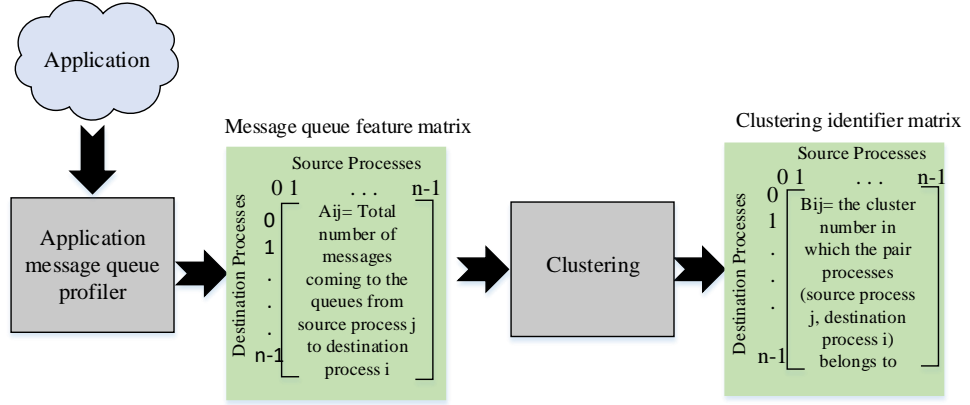 Application
Application
message queue
profiler
Message queue feature matrix
Source Processes
0 1 . . . n-1
Destination Processes
0
1
.
.
.
n-1
Aij= Total
number of
messages
coming to the
queues from
source process j
to destination
process i
Clustering
Clustering identifier matrix
Source Processes
0 1 . . . n-1
Destination Processes
0
1
.
.
.
n-1
Bij= the cluster
number in
which the pair
processes
(source process
j, destination
process i)
belongs to